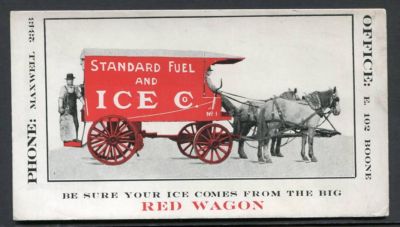 STANDARD FUEL
AND
ICE Co.
No 1
PHONE: MAXWELL 2843
OFFICE: E. 102 BOONE
BE SURE YOUR ICE COMES FROM THE BIG
RED WAGON